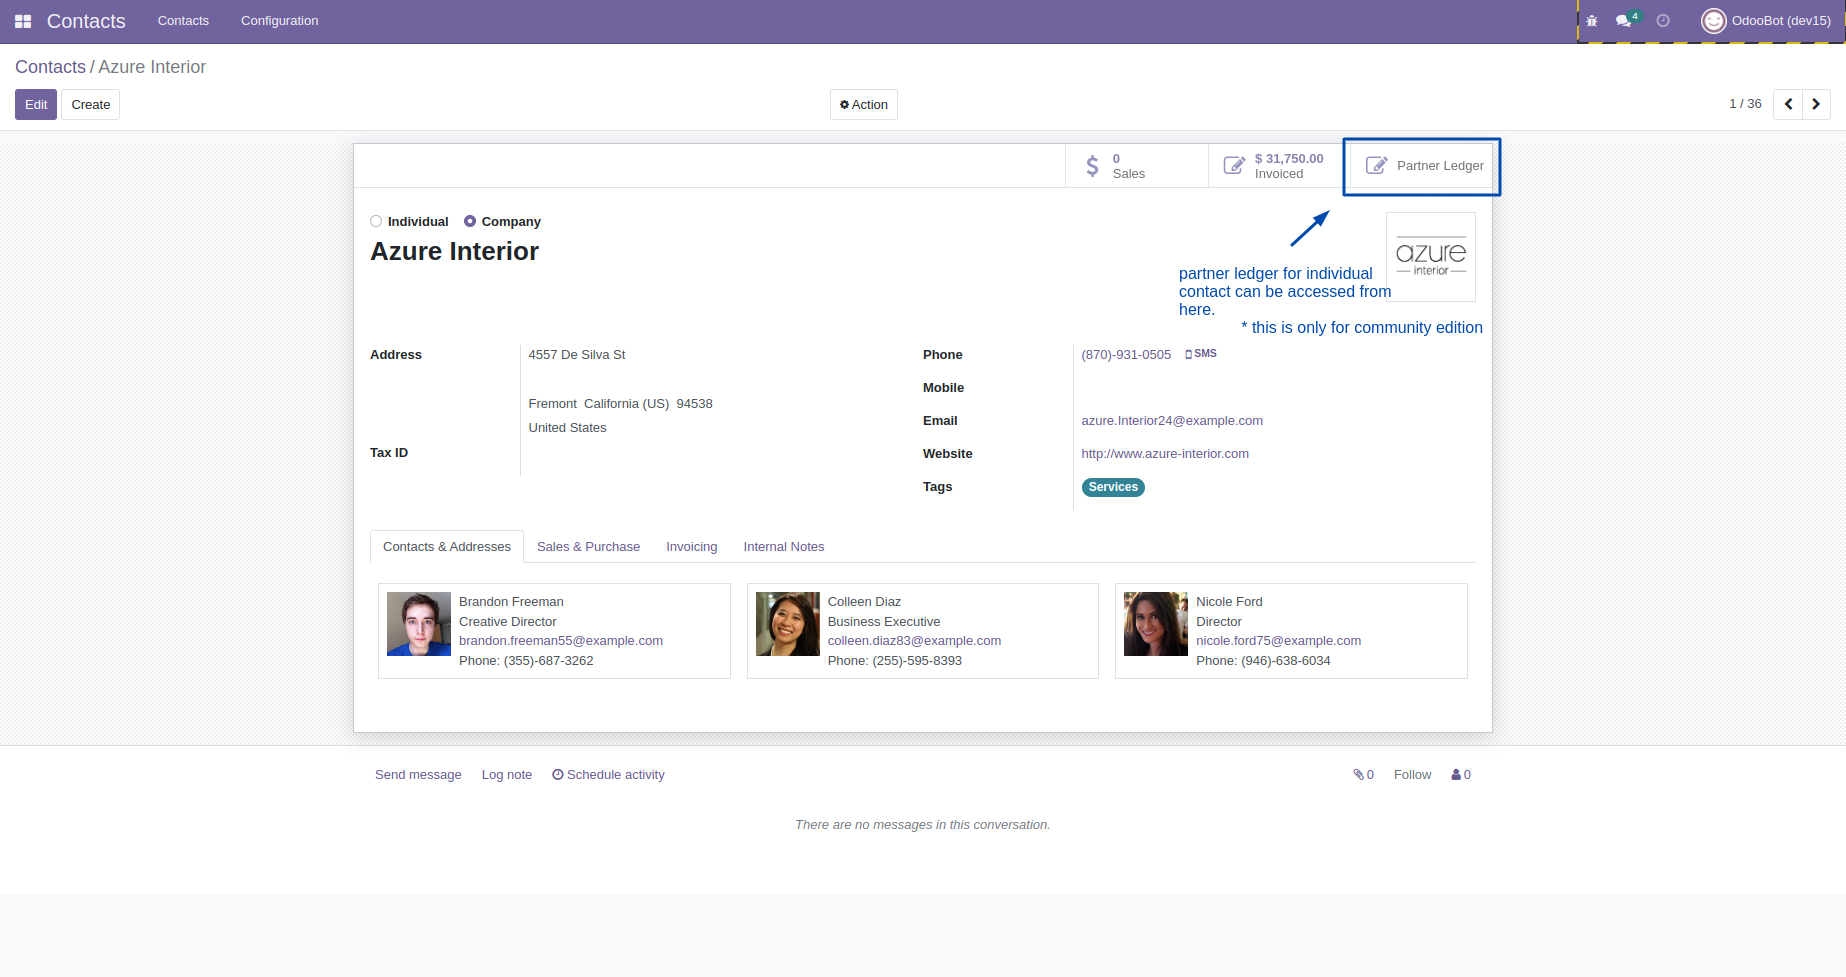 Contacts Contacts Configuration 4 OdooBot (dev15)
Contacts / Azure Interior
Edit Create Action 1 / 36
0
Sales
$ 31,750.00
Invoiced
Partner Ledger
Individual Company
Azure Interior
azure
interior
partner ledger for individual
contact can be accessed from
here.
* this is only for community edition
Address 4557 De Silva St
Fremont California (US) 94538
United States
Tax ID
Phone (870)-931-0505 SMS
Mobile
Email azure.Interior24@example.com
Website http://www.azure-interior.com
Tags Services
Contacts & Addresses Sales & Purchase Invoicing Internal Notes
Brandon Freeman
Creative Director
brandon.freeman55@example.com
Phone: (355)-687-3262
Colleen Diaz
Business Executive
colleen.diaz83@example.com
Phone: (255)-595-8393
Nicole Ford
Director
nicole.ford75@example.com
Phone: (946)-638-6034
Send message Log note Schedule activity 0 Follow 0
There are no messages in this conversation.